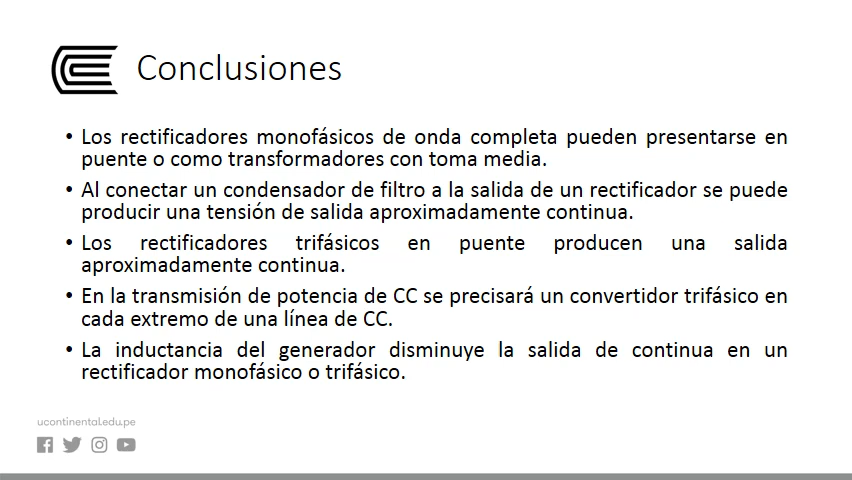 Conclusiones
• Los rectificadores monofásicos de onda completa pueden presentarse en
puente o como transformadores con toma media.
• Al conectar un condensador de filtro a la salida de un rectificador se puede
producir una tensión de salida aproximadamente continua.
• Los rectificadores trifásicos en puente producen una salida
aproximadamente continua.
• En la transmisión de potencia de CC se precisará un convertidor trifásico en
cada extremo de una línea de CC.
• La inductancia del generador disminuye la salida de continua en un
rectificador monofásico o trifásico.
ucontinental.edu.pe